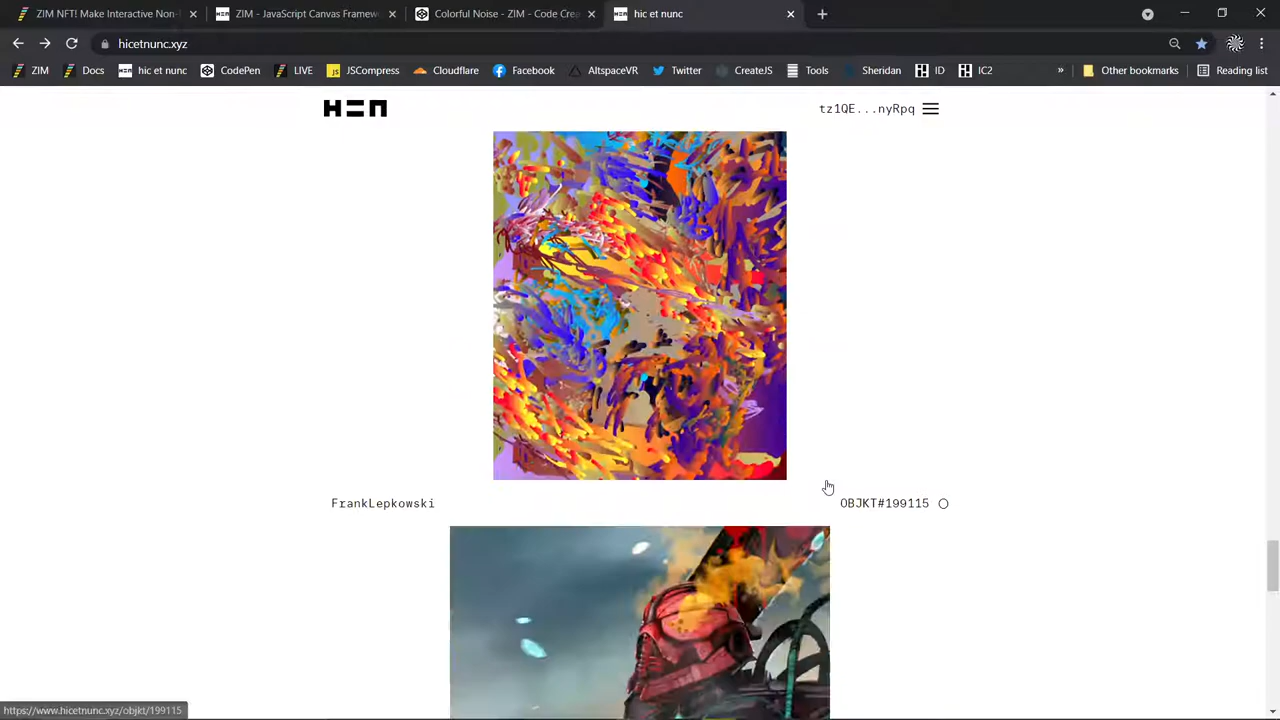 ZIM NFT! Make Interactive Non-
ZIM - JavaScript Canvas Framew
Colorful Noise - ZIM - Code Crea
hic et nunc
hicetnunc.xyz
ZIM
Docs
hic et nunc
CodePen
LIVE
JS JSCompress
Cloudflare
Facebook
AltspaceVR
Twitter
CreateJS
Tools
Sheridan
ID
IC2
»
Other bookmarks
Reading list
H=N
tz1QE...nyRpq
FrankLepkowski
OBJKT#199115
https://www.hicetnunc.xyz/objkt/199115